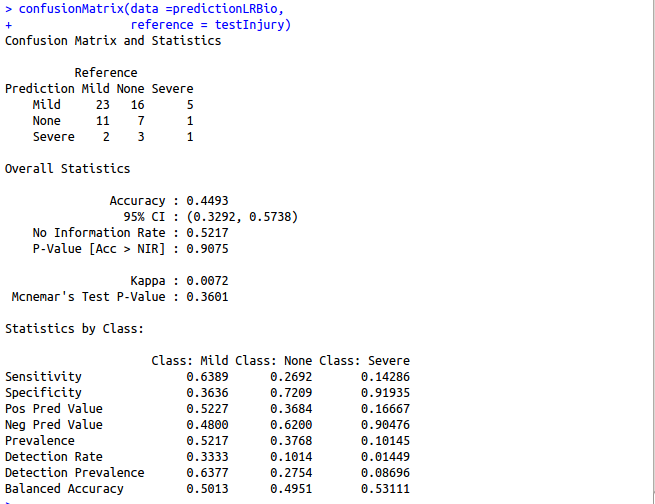 > confusionMatrix(data =predictionLRBio,
+                 reference = testInjury)
Confusion Matrix and Statistics

          Reference
Prediction Mild None Severe
    Mild     23   16      5
    None     11    7      1
    Severe    2    3      1

Overall Statistics

               Accuracy : 0.4493
                 95% CI : (0.3292, 0.5738)
    No Information Rate : 0.5217
    P-Value [Acc > NIR] : 0.9075

                  Kappa : 0.0072
 Mcnemar's Test P-Value : 0.3601

Statistics by Class:

                     Class: Mild Class: None Class: Severe
Sensitivity               0.6389      0.2692       0.14286
Specificity               0.3636      0.7209       0.91935
Pos Pred Value            0.5227      0.3684       0.16667
Neg Pred Value            0.4800      0.6200       0.90476
Prevalence                0.5217      0.3768       0.10145
Detection Rate            0.3333      0.1014       0.01449
Detection Prevalence      0.6377      0.2754       0.08696
Balanced Accuracy         0.5013      0.4951       0.53111